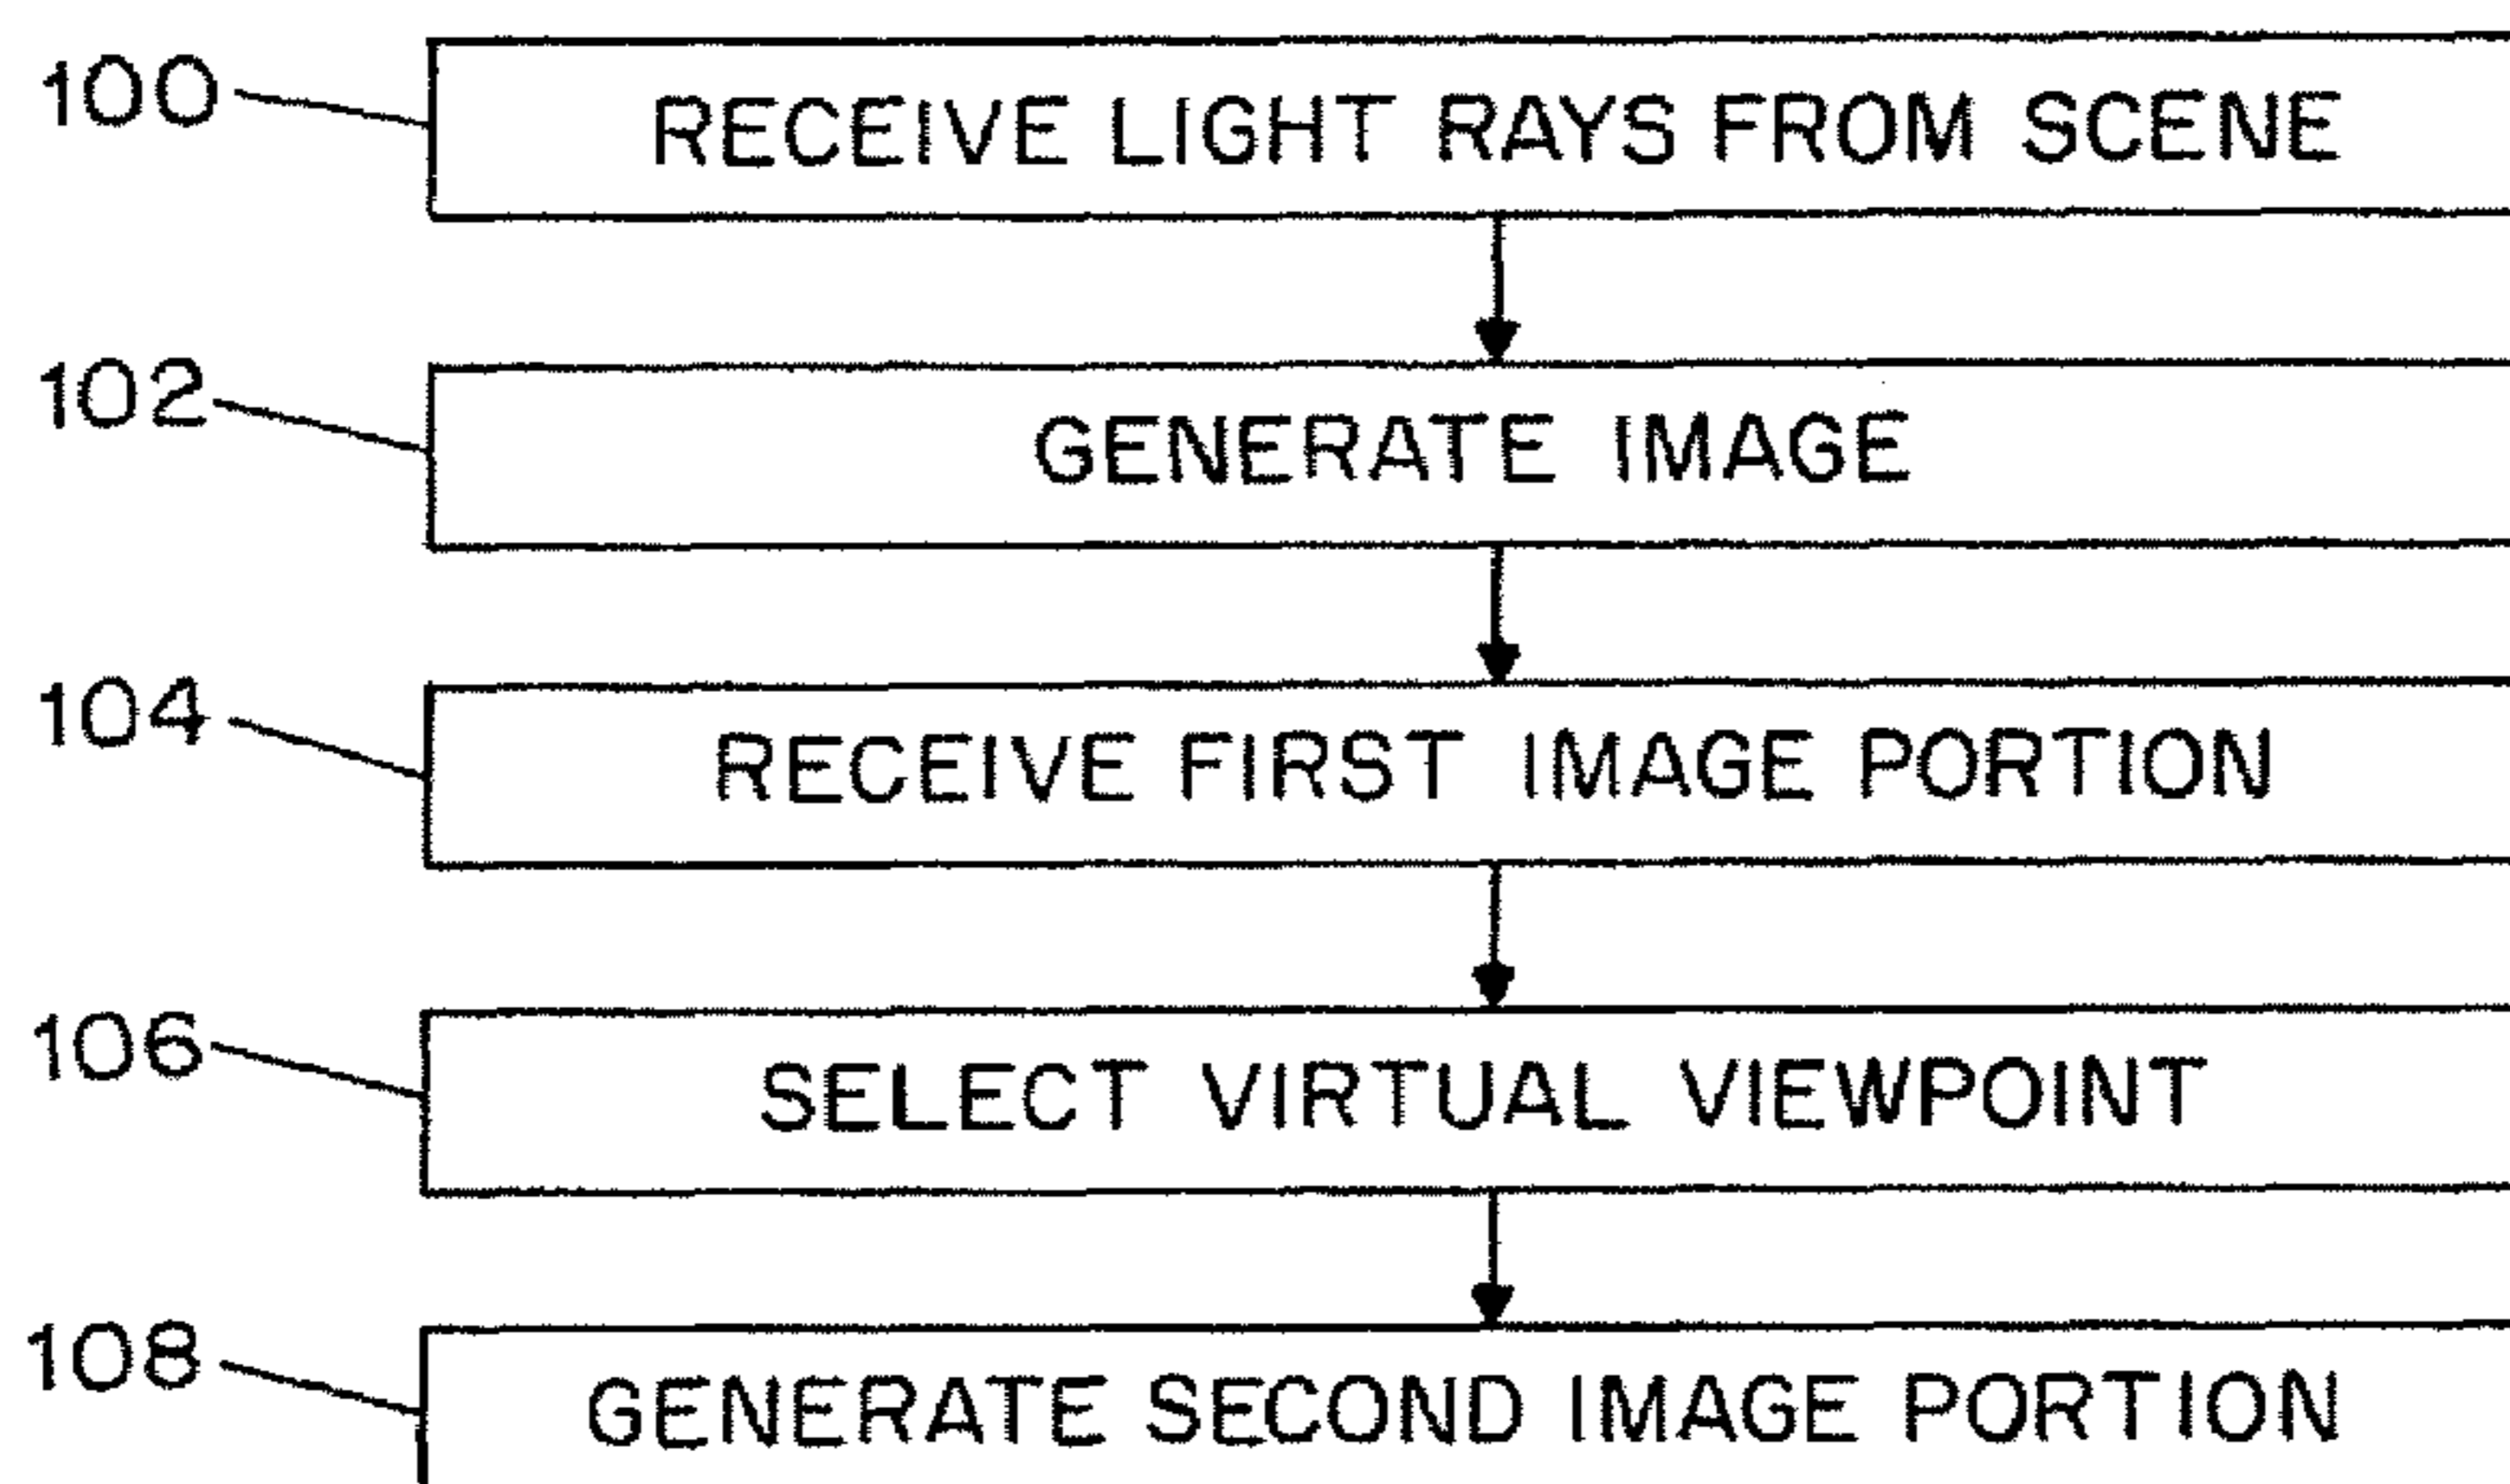 100 RECEIVE LIGHT RAYS FROM SCENE
102 GENERATE IMAGE
104 RECEIVE FIRST IMAGE PORTION
106 SELECT VIRTUAL VIEWPOINT
108 GENERATE SECOND IMAGE PORTION